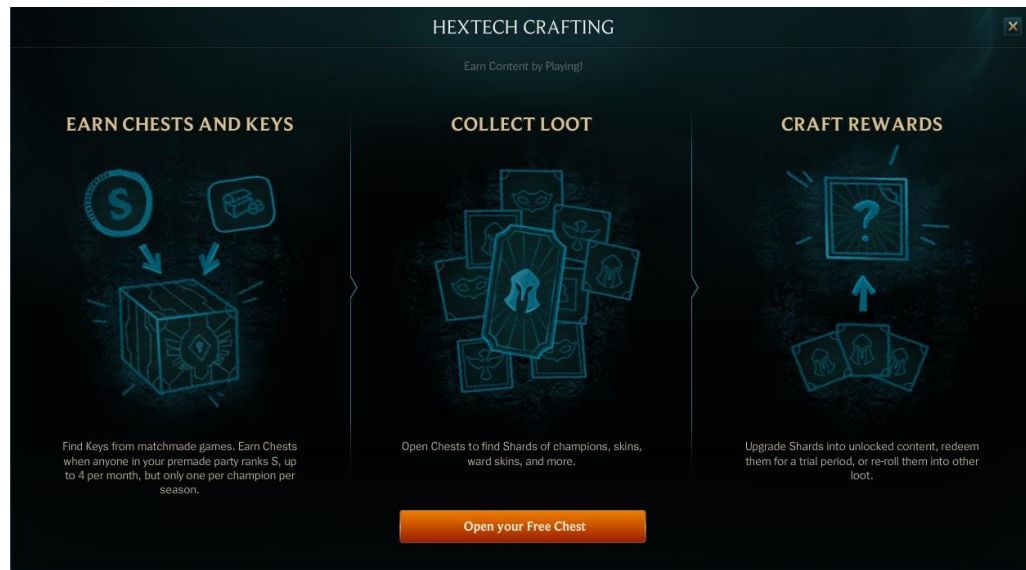 HEXTECH CRAFTING
Earn Content by Playing!
EARN CHESTS AND KEYS
S
Find Keys from matchmade games. Earn Chests
when anyone in your premade party ranks S, up
to 4 per month, but only one per champion per
season.
COLLECT LOOT
Open Chests to find Shards of champions, skins,
ward skins, and more.
CRAFT REWARDS
?
Upgrade Shards into unlocked content, redeem
them for a trial period, or re-roll them into other
loot.
Open your Free Chest